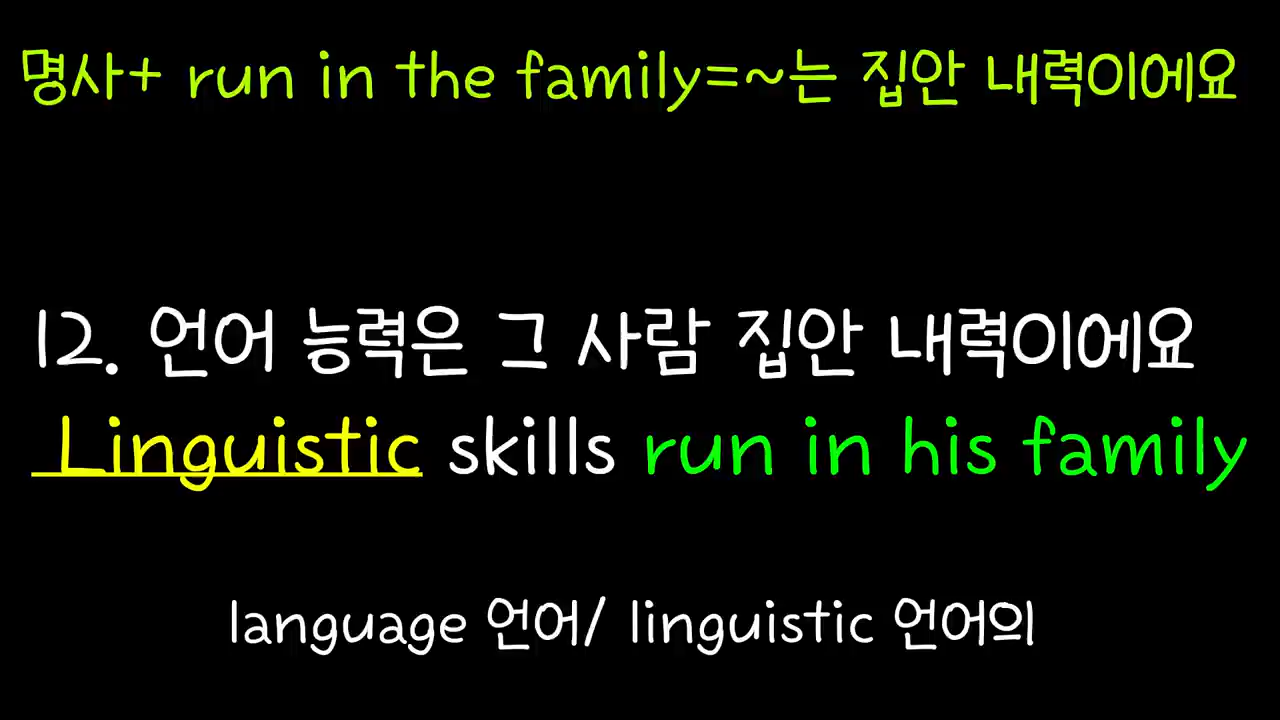 명사+ run in the family=~는 집안 내력이에요
12. 언어 능력은 그 사람 집안 내력이에요
Linguistic skills run in his family
language 언어/ linguistic 언어의